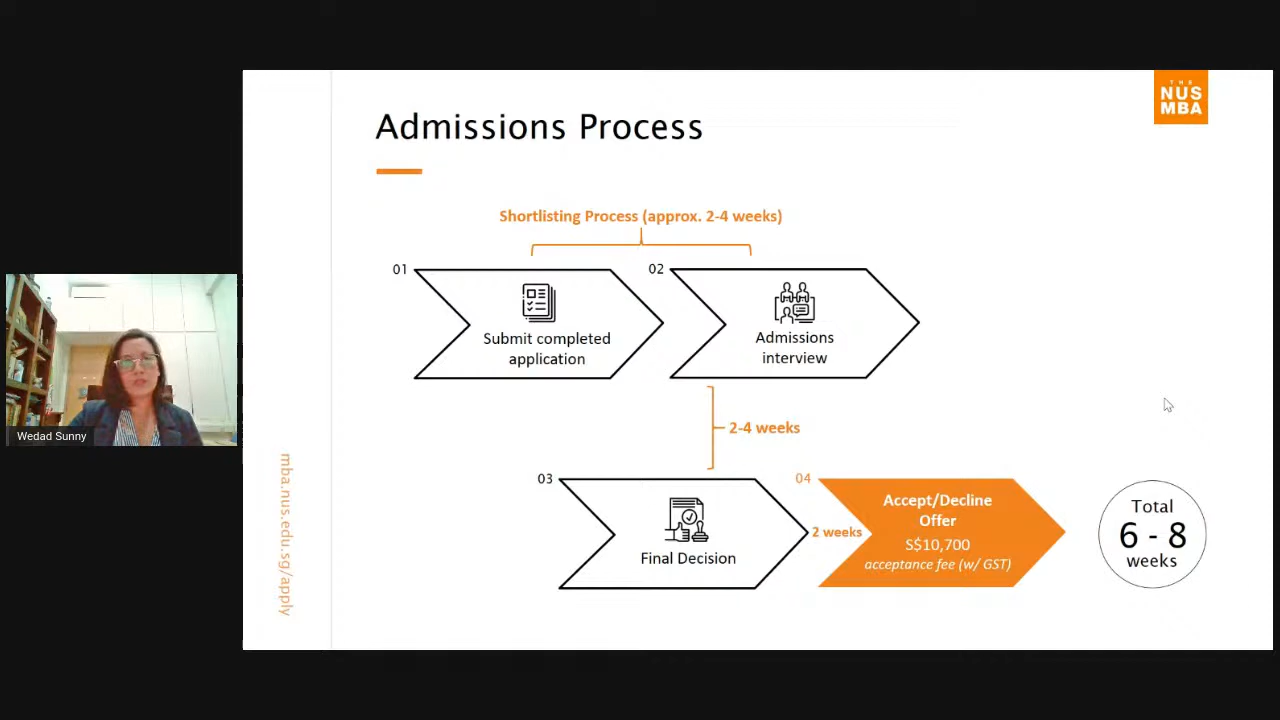 THE
NUS
MBA
Admissions Process
Shortlisting Process (approx. 2-4 weeks)
01
Submit completed
application
02
Admissions
interview
2-4 weeks
03
Final Decision
04
2 weeks
Accept/Decline
Offer
S$10,700
acceptance fee (w/ GST)
Total
6 - 8
weeks
Wedad Sunny
mba.nus.edu.sg/apply